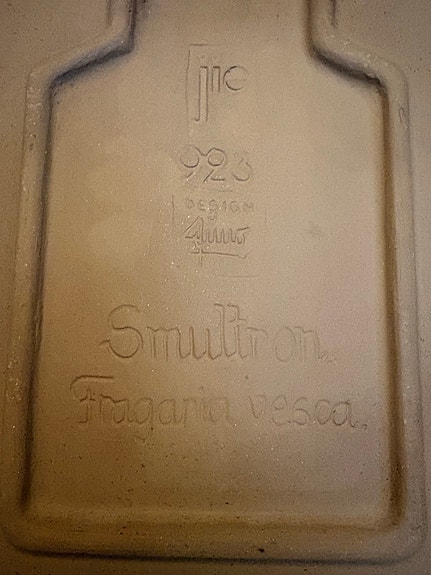 jie
923
DESIGN
Smultron.
Fragaria vesca.